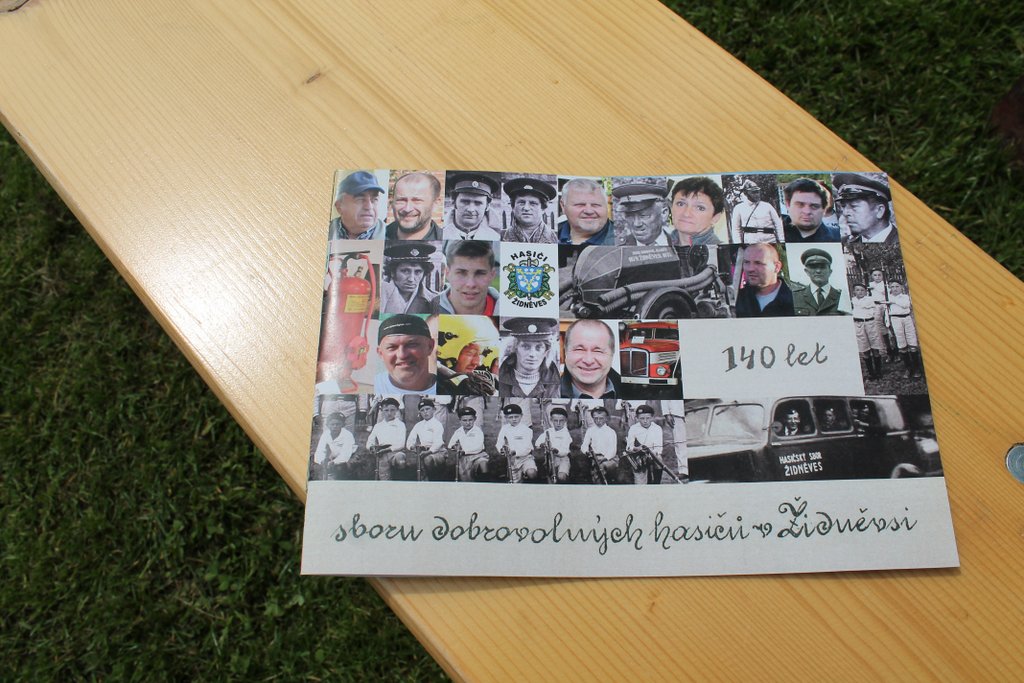 HASIČI
ŽIDNĚVES
140 let
HASIČSKÝ SBOR
ŽIDNĚVES
sboru dobrovolných hasičů v Židněvsi